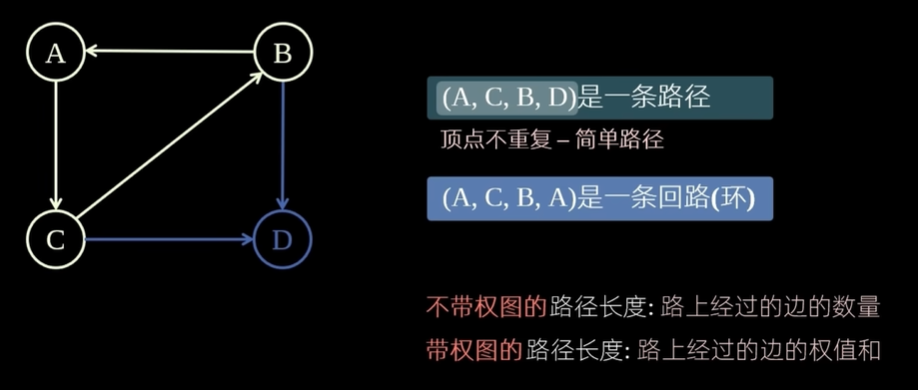 A
B
C
D
(A, C, B, D)是一条路径
顶点不重复 – 简单路径
(A, C, B, A)是一条回路(环)
不带权图的路径长度: 路上经过的边的数量
带权图的路径长度: 路上经过的边的权值和